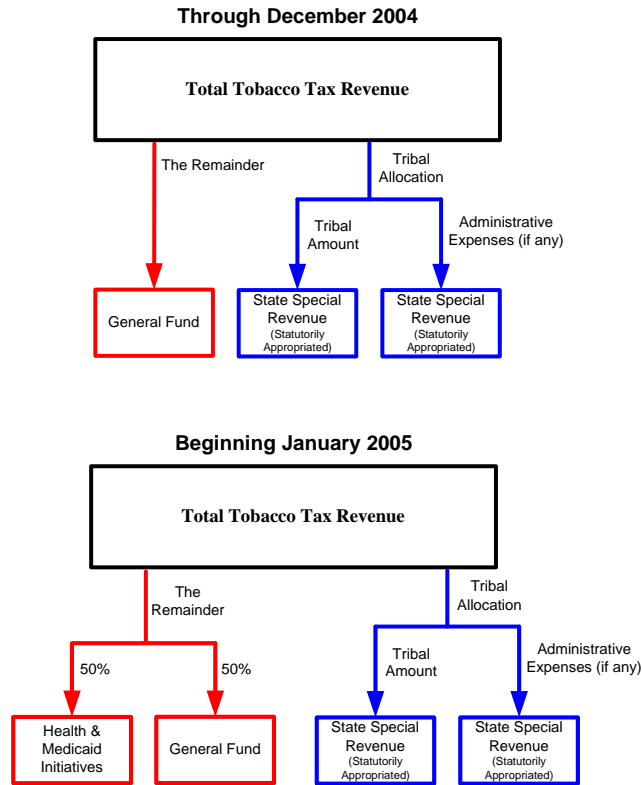 Through December 2004
Total Tobacco Tax Revenue
The Remainder
Tribal
Allocation
Tribal
Amount
Administrative
Expenses (if any)
General Fund
State Special
Revenue
(Statutorily
Appropriated)
State Special
Revenue
(Statutorily
Appropriated)
Beginning January 2005
Total Tobacco Tax Revenue
The
Remainder
Tribal
Allocation
50%
50%
Tribal
Amount
Administrative
Expenses (if any)
Health &
Medicaid
Initiatives
General Fund
State Special
Revenue
(Statutorily
Appropriated)
State Special
Revenue
(Statutorily
Appropriated)